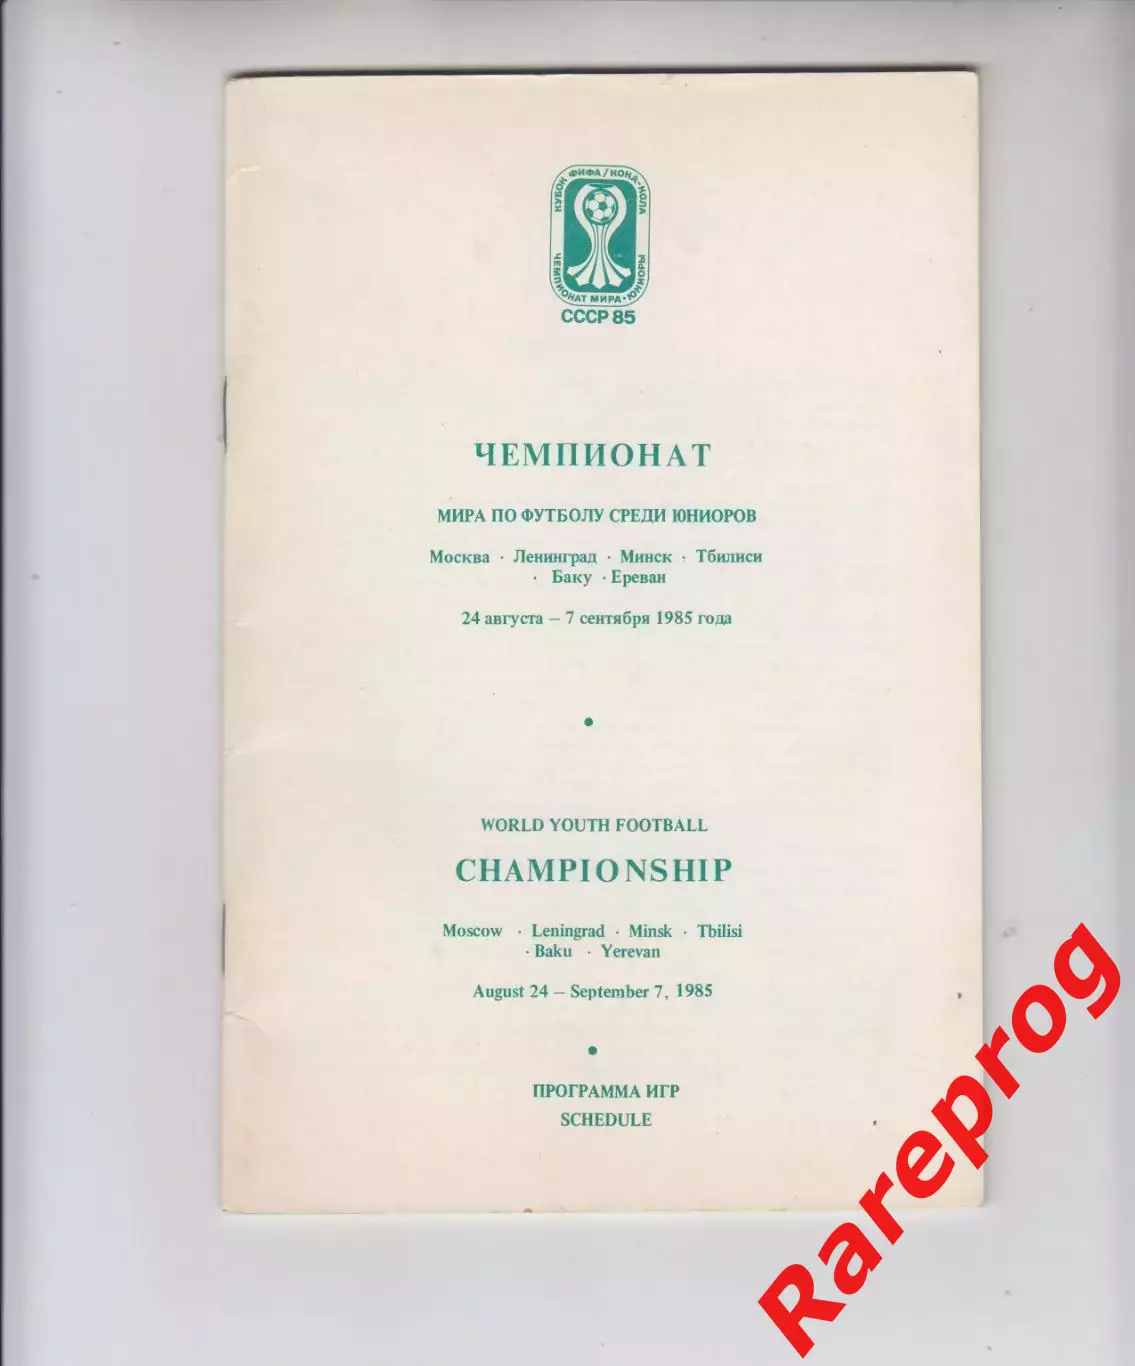 КУБОК ФИФА/КОКА-КОЛА
ЧЕМПИОНАТ МИРА•ЮНИОРЫ
СССР 85
ЧЕМПИОНАТ
МИРА ПО ФУТБОЛУ СРЕДИ ЮНИОРОВ
Москва · Ленинград · Минск · Тбилиси
· Баку · Ереван
24 августа – 7 сентября 1985 года
WORLD YOUTH FOOTBALL
CHAMPIONSHIP
Moscow · Leningrad · Minsk · Tbilisi
· Baku · Yerevan
August 24 – September 7, 1985
ПРОГРАММА ИГР
SCHEDULE
Rareprog